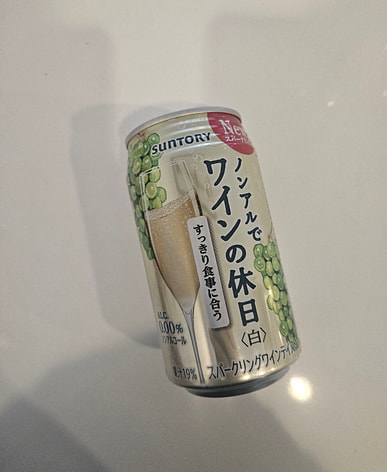 SUNTORY
New
ノンアルで
ワインの休日
〈白〉
すっきり食事に合う
ALC.
0.00%
ノンアルコール
果汁19%
スパークリングワインテイスト